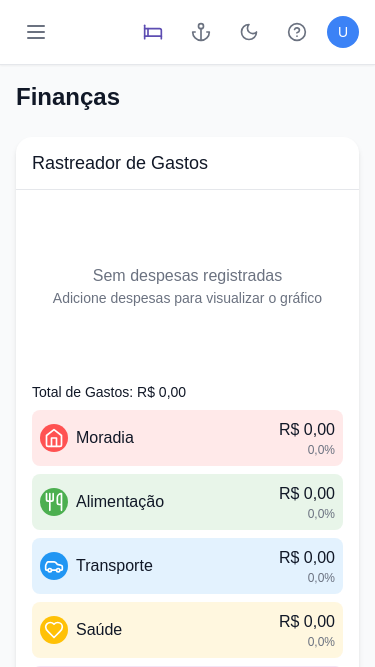 U
Finanças
Rastreador de Gastos
Sem despesas registradas
Adicione despesas para visualizar o gráfico
Total de Gastos: R$ 0,00
Moradia
R$ 0,00
0,0%
Alimentação
R$ 0,00
0,0%
Transporte
R$ 0,00
0,0%
Saúde
R$ 0,00
0,0%